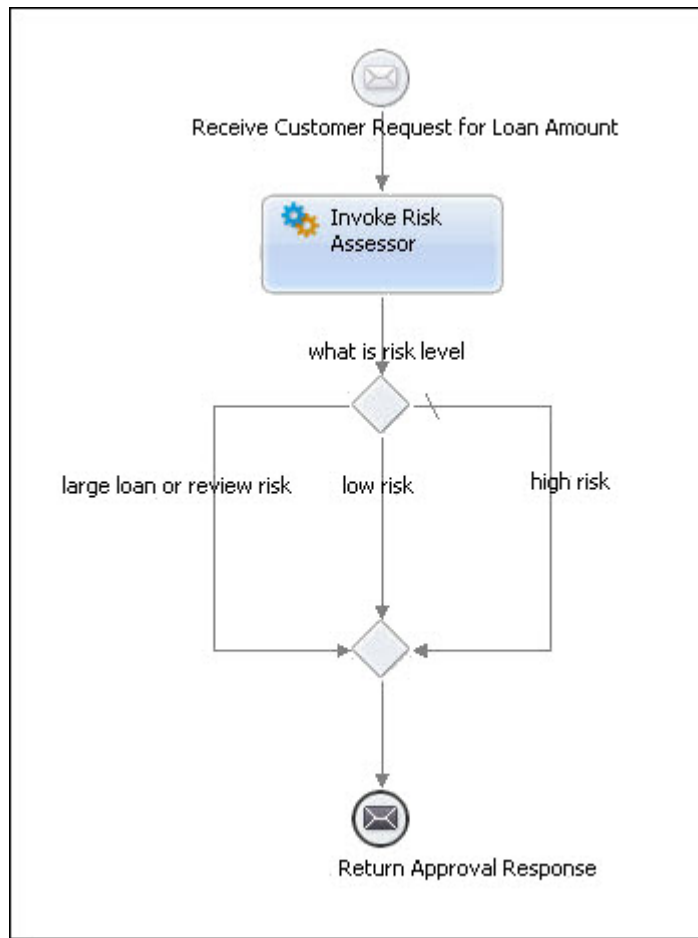 Receive Customer Request for Loan Amount
Invoke Risk
Assessor
what is risk level
large loan or review risk
low risk
high risk
Return Approval Response